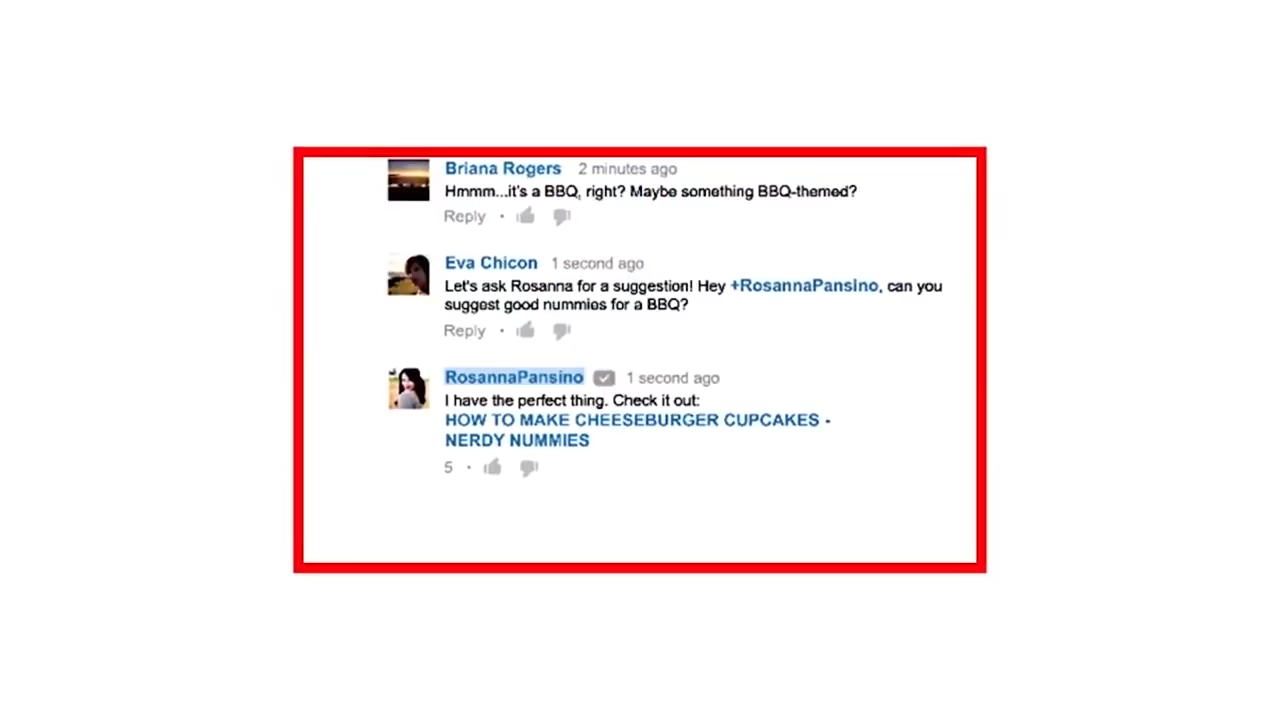 Briana Rogers 2 minutes ago
Hmmm...it's a BBQ, right? Maybe something BBQ-themed?
Reply ·
Eva Chicon 1 second ago
Let's ask Rosanna for a suggestion! Hey +RosannaPansino, can you
suggest good nummies for a BBQ?
Reply ·
RosannaPansino 1 second ago
I have the perfect thing. Check it out:
HOW TO MAKE CHEESEBURGER CUPCAKES -
NERDY NUMMIES
5 ·